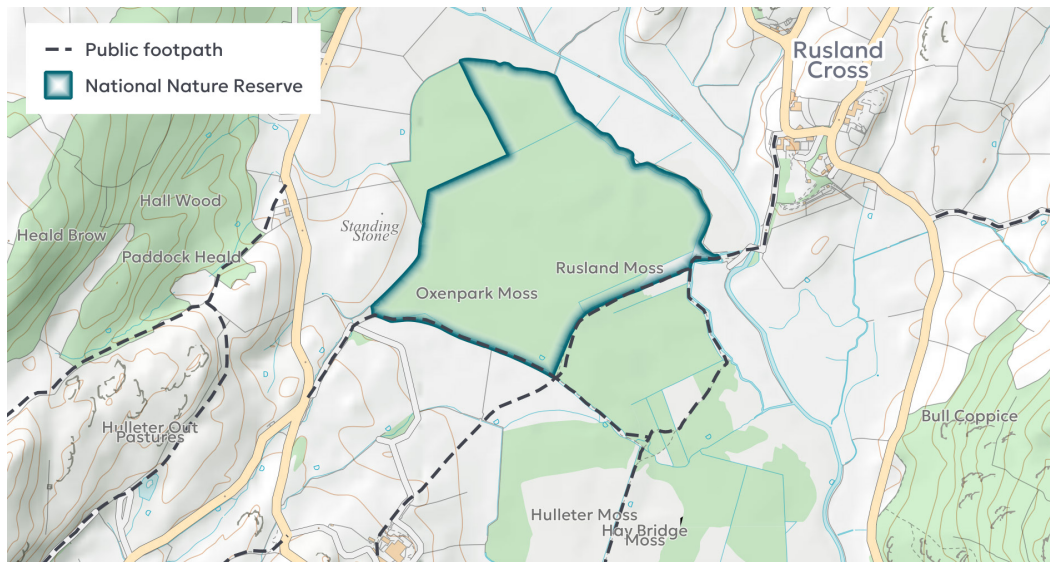 Public footpath
National Nature Reserve
Rusland
Cross
Hall Wood
Heald Brow
Standing
Stone
Paddock Heald
Rusland Moss
Oxenpark Moss
Hulleter Out
Pastures
Bull Coppice
Hulleter Moss
Hay Bridge
Moss